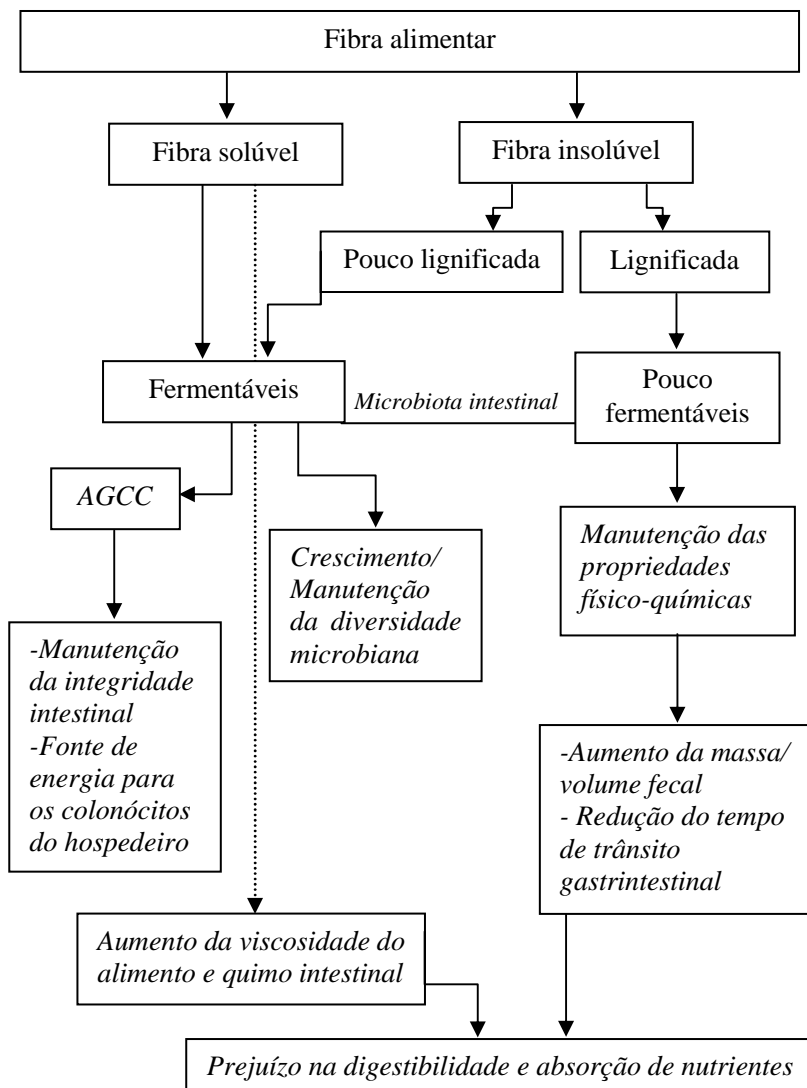 Fibra alimentar
Fibra solúvel
Fibra insolúvel
Pouco lignificada
Lignificada
Fermentáveis
Microbiota intestinal
Pouco
fermentáveis
AGCC
Crescimento/
Manutenção
da diversidade
microbiana
Manutenção das
propriedades
físico-químicas
-Manutenção
da integridade
intestinal
-Fonte de
energia para
os colonócitos
do hospedeiro
-Aumento da massa/
volume fecal
- Redução do tempo
de trânsito
gastrintestinal
Aumento da viscosidade do
alimento e quimo intestinal
Prejuízo na digestibilidade e absorção de nutrientes